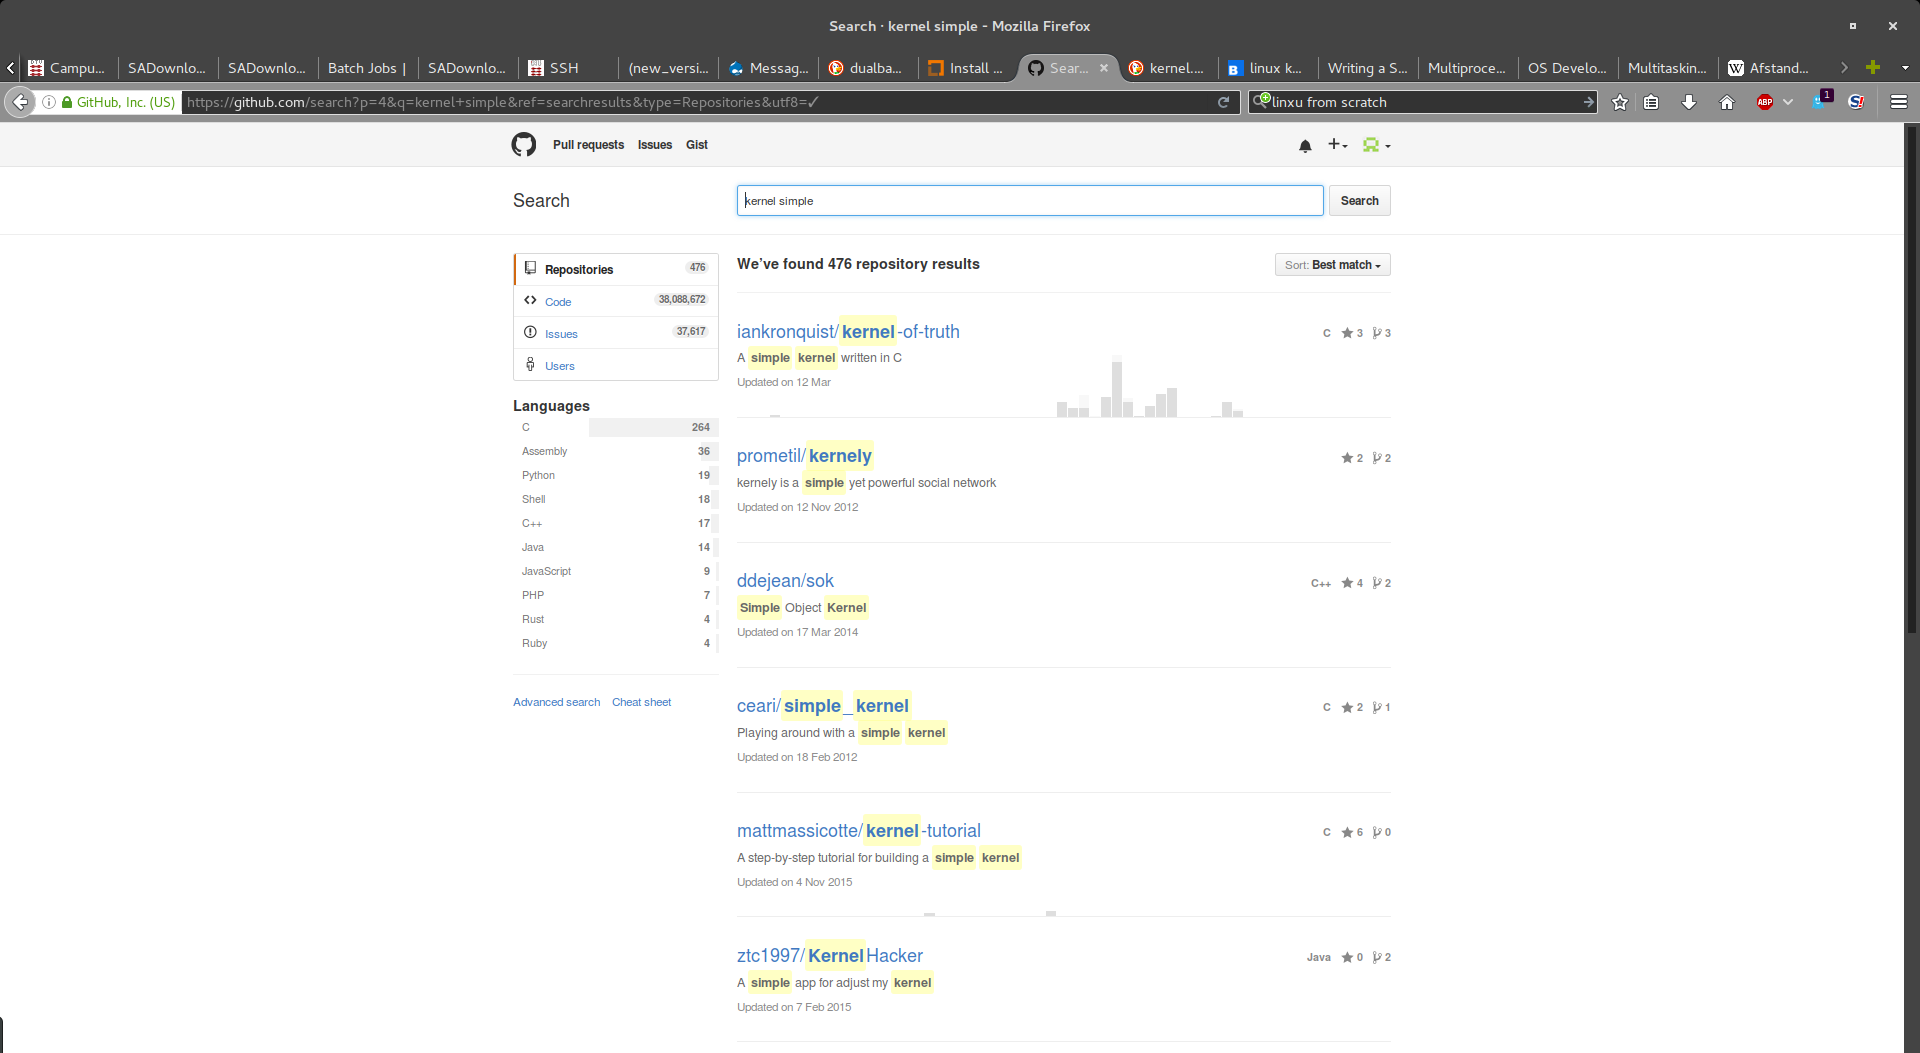 Search · kernel simple - Mozilla Firefox
Campu... SADownlo... SADownlo... Batch Jobs | SADownlo... SSH (new_versi... Messag... dualba... Install ... Sear... kernel.... linux k... Writing a S... Multiproce... OS Develo... Multitaskin... Afstand...
GitHub, Inc. (US) https://github.com/search?p=4&q=kernel+simple&ref=searchresults&type=Repositories&utf8=✓ linxu from scratch ABP 1
Pull requests Issues Gist
Search kernel simple Search
Repositories 476
Code 38,088,672
Issues 37,617
Users
Languages
C 264
Assembly 36
Python 19
Shell 18
C++ 17
Java 14
JavaScript 9
PHP 7
Rust 4
Ruby 4
Advanced search Cheat sheet
We've found 476 repository results Sort: Best match
iankronquist/kernel-of-truth C 3 3
A simple kernel written in C
Updated on 12 Mar
prometil/kernely 2 2
kernely is a simple yet powerful social network
Updated on 12 Nov 2012
ddejean/sok C++ 4 2
Simple Object Kernel
Updated on 17 Mar 2014
ceari/simple_kernel C 2 1
Playing around with a simple kernel
Updated on 18 Feb 2012
mattmassicotte/kernel-tutorial C 6 0
A step-by-step tutorial for building a simple kernel
Updated on 4 Nov 2015
ztc1997/KernelHacker Java 0 2
A simple app for adjust my kernel
Updated on 7 Feb 2015